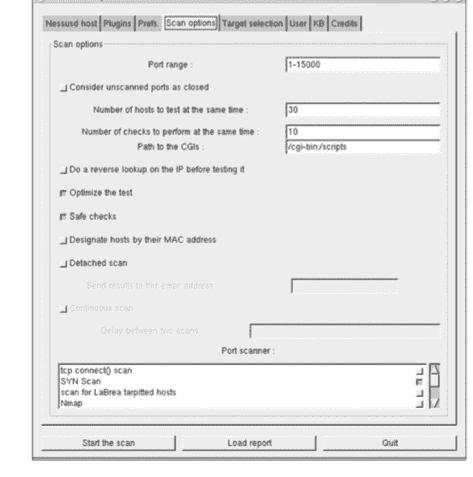 Nessusd host Plugins Prefs. Scan options Target selection User KB Credits
Scan options
Port range : 1-15000
Consider unscanned ports as closed
Number of hosts to test at the same time : 30
Number of checks to perform at the same time : 10
Path to the CGIs : /cgi-bin:/scripts
Do a reverse lookup on the IP before testing it
Optimize the test
Safe checks
Designate hosts by their MAC address
Detached scan
Send results to this email address
Continuous scan
Delay between two scans
Port scanner :
tcp connect() scan
SYN Scan
scan for LaBrea tarpitted hosts
Nmap
Start the scan Load report Quit